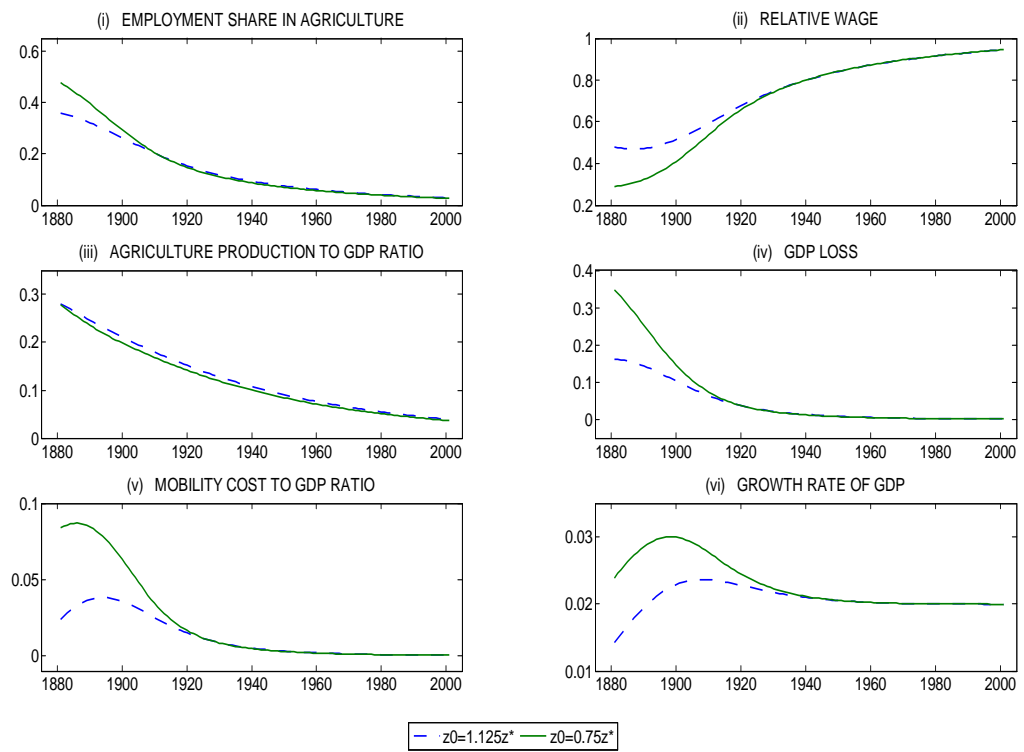 (i) EMPLOYMENT SHARE IN AGRICULTURE
0.6
0.4
0.2
0
1880 1900 1920 1940 1960 1980 2000
(ii) RELATIVE WAGE
1
0.8
0.6
0.4
0.2
1880 1900 1920 1940 1960 1980 2000
(iii) AGRICULTURE PRODUCTION TO GDP RATIO
0.3
0.2
0.1
0
1880 1900 1920 1940 1960 1980 2000
(iv) GDP LOSS
0.4
0.3
0.2
0.1
0
1880 1900 1920 1940 1960 1980 2000
(v) MOBILITY COST TO GDP RATIO
0.1
0.05
0
1880 1900 1920 1940 1960 1980 2000
(vi) GROWTH RATE OF GDP
0.03
0.02
0.01
1880 1900 1920 1940 1960 1980 2000
z0=1.125z* z0=0.75z*